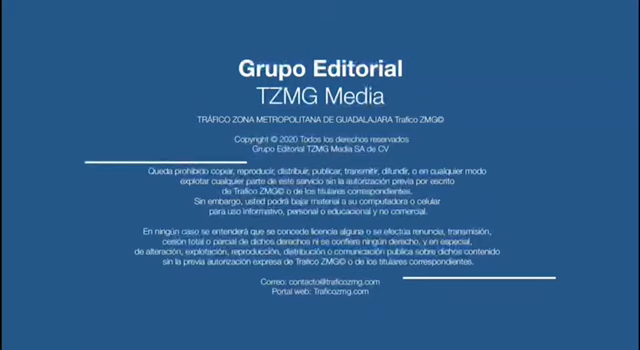 Grupo Editorial
TZMG Media
TRÁFICO ZONA METROPOLITANA DE GUADALAJARA Trafico ZMG©
Copyright © 2020 Todos los derechos reservados
Grupo Editorial TZMG Media SA de CV
Queda prohibido copiar, reproducir, distribuir, publicar, transmitir, difundir, o en cualquier modo
explotar cualquier parte de este servicio sin la autorización previa por escrito
de Trafico ZMG© o de los titulares correspondientes.
Sin embargo, usted podrá bajar material a su computadora o celular
para uso informativo, personal o educacional y no comercial.
En ningún caso se entenderá que se concede licencia alguna o se efectúa renuncia, transmisión,
cesión total o parcial de dichos derechos ni se confiere ningún derecho, y en especial,
de alteración, explotación, reproducción, distribución o comunicación publica sobre dichos contenido
sin la previa autorización expresa de Trafico ZMG© o de los titulares correspondientes.
Correo: contacto@traficozmg.com
Portal web: Traficozmg.com